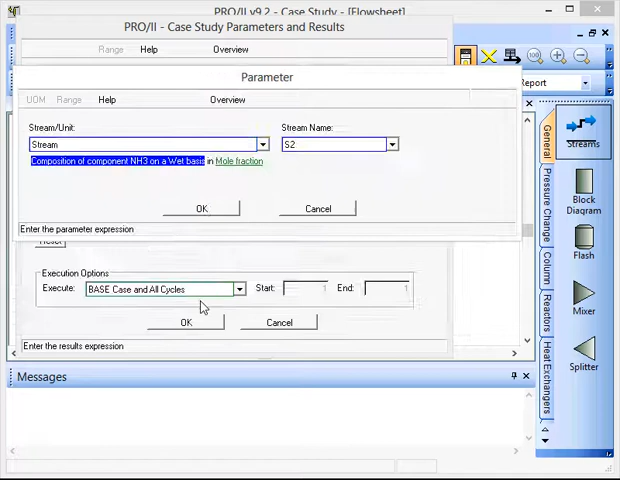 PRO/II v9.2 - Case Study - [Flowsheet]
PRO/II - Case Study Parameters and Results
Range Help Overview
Report
Parameter
UOM Range Help Overview
Stream/Unit: Stream Name:
Stream S2
Composition of component NH3 on a Wet basis in Mole fraction
OK Cancel
Enter the parameter expression
Reset
Execution Options
Execute: BASE Case and All Cycles Start: 1 End: 1
OK Cancel
Enter the results expression
Messages
General
Pressure Change
Column
Reactors
Heat Exchangers
Streams
Block
Diagram
Flash
Mixer
Splitter